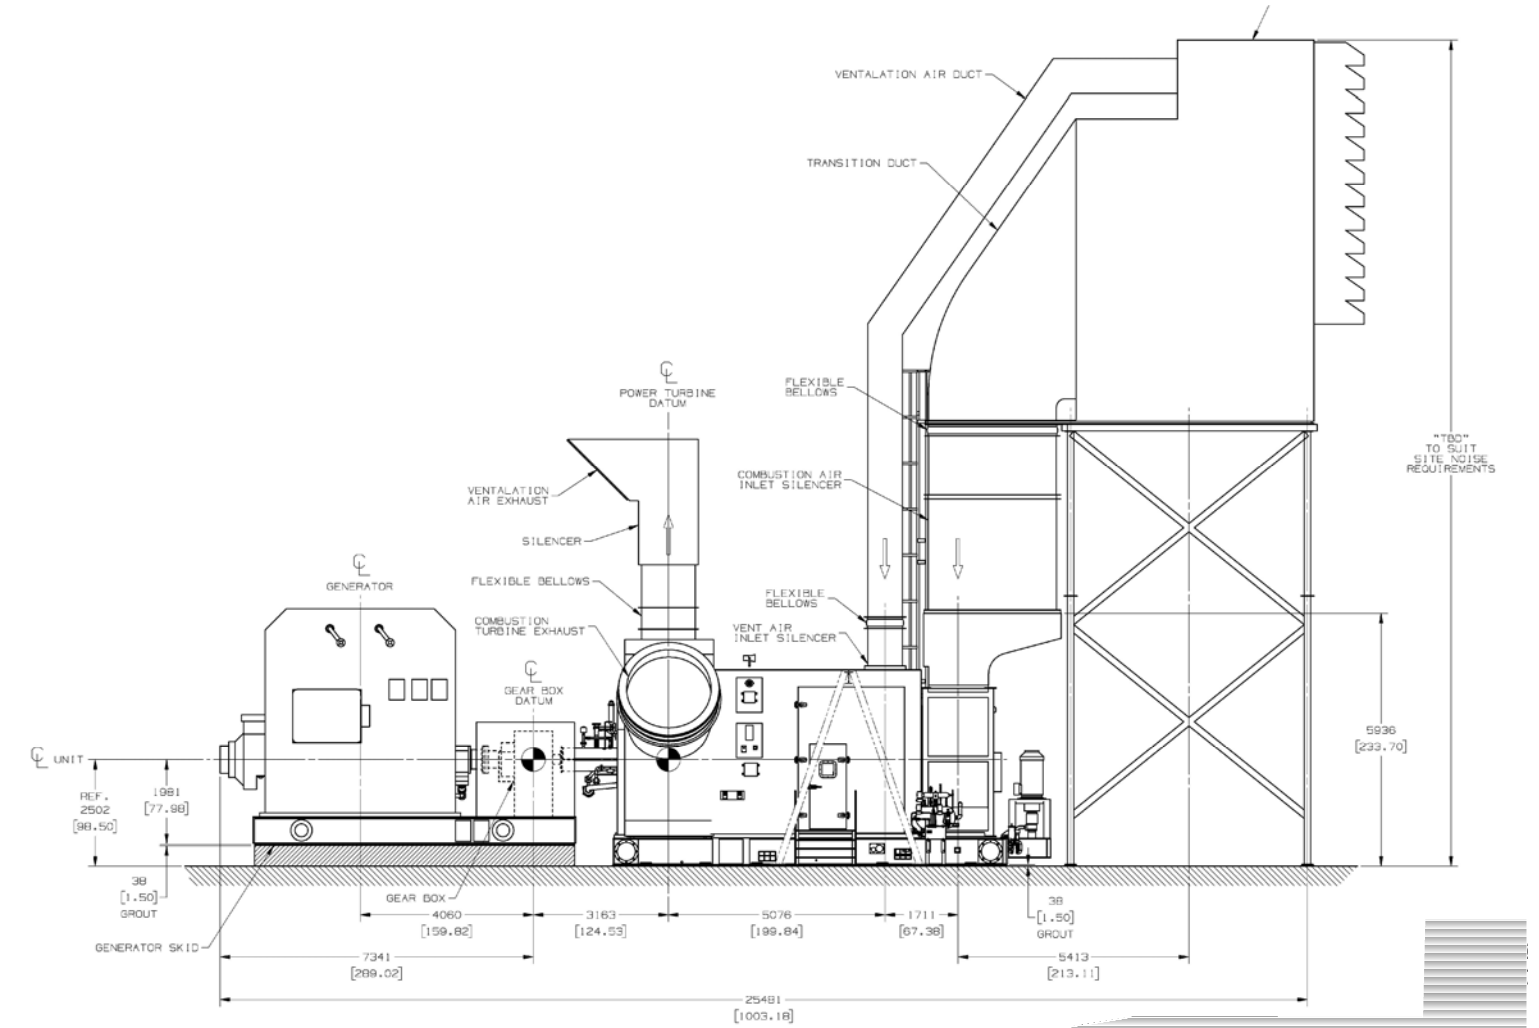 VENTALATION AIR DUCT
TRANSITION DUCT
℄
POWER TURBINE
DATUM
FLEXIBLE
BELLOWS
"TBD"
TO SUIT
SITE NOISE
REQUIREMENTS
VENTALATION
AIR EXHAUST
COMBUSTION AIR
INLET SILENCER
SILENCER
℄
GENERATOR
FLEXIBLE BELLOWS
FLEXIBLE
BELLOWS
COMBUSTION
TURBINE EXHAUST
VENT AIR
INLET SILENCER
℄
GEAR BOX
DATUM
℄ UNIT
5936
[233.70]
REF.
2502
[98.50]
1981
[77.98]
38
[1.50]
GROUT
GEAR BOX
38
[1.50]
GROUT
4060
[159.82]
3163
[124.53]
5076
[199.84]
1711
[67.38]
GENERATOR SKID
7341
[289.02]
5413
[213.11]
25481
[1003.18]